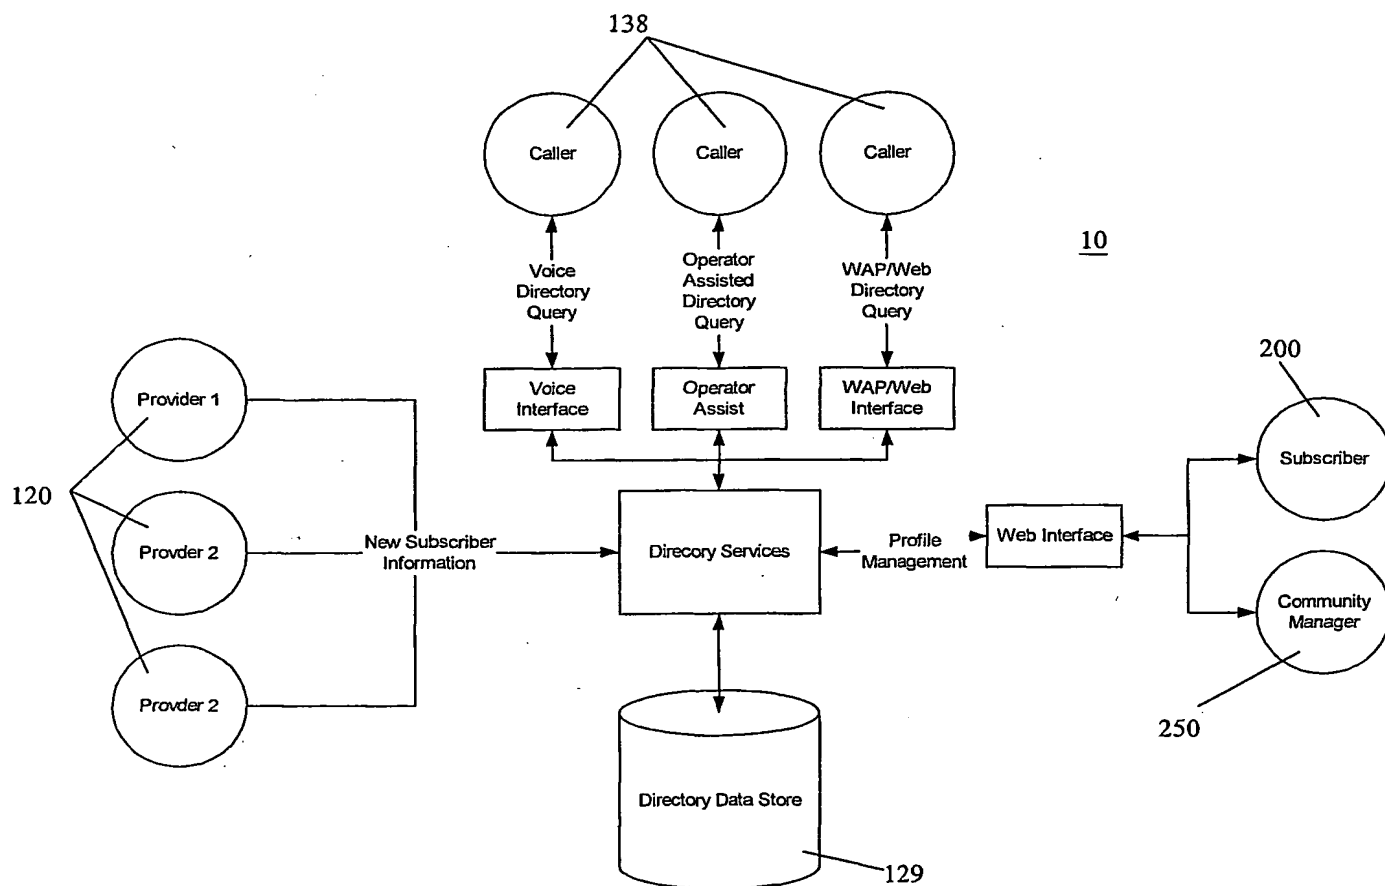 138
Caller
Caller
Caller
10
Voice
Directory
Query
Operator
Assisted
Directory
Query
WAP/Web
Directory
Query
200
Provider 1
Voice
Interface
Operator
Assist
WAP/Web
Interface
Subscriber
120
Provder 2
New Subscriber
Information
Direcory Services
Profile
Management
Web Interface
Community
Manager
Provder 2
250
Directory Data Store
129